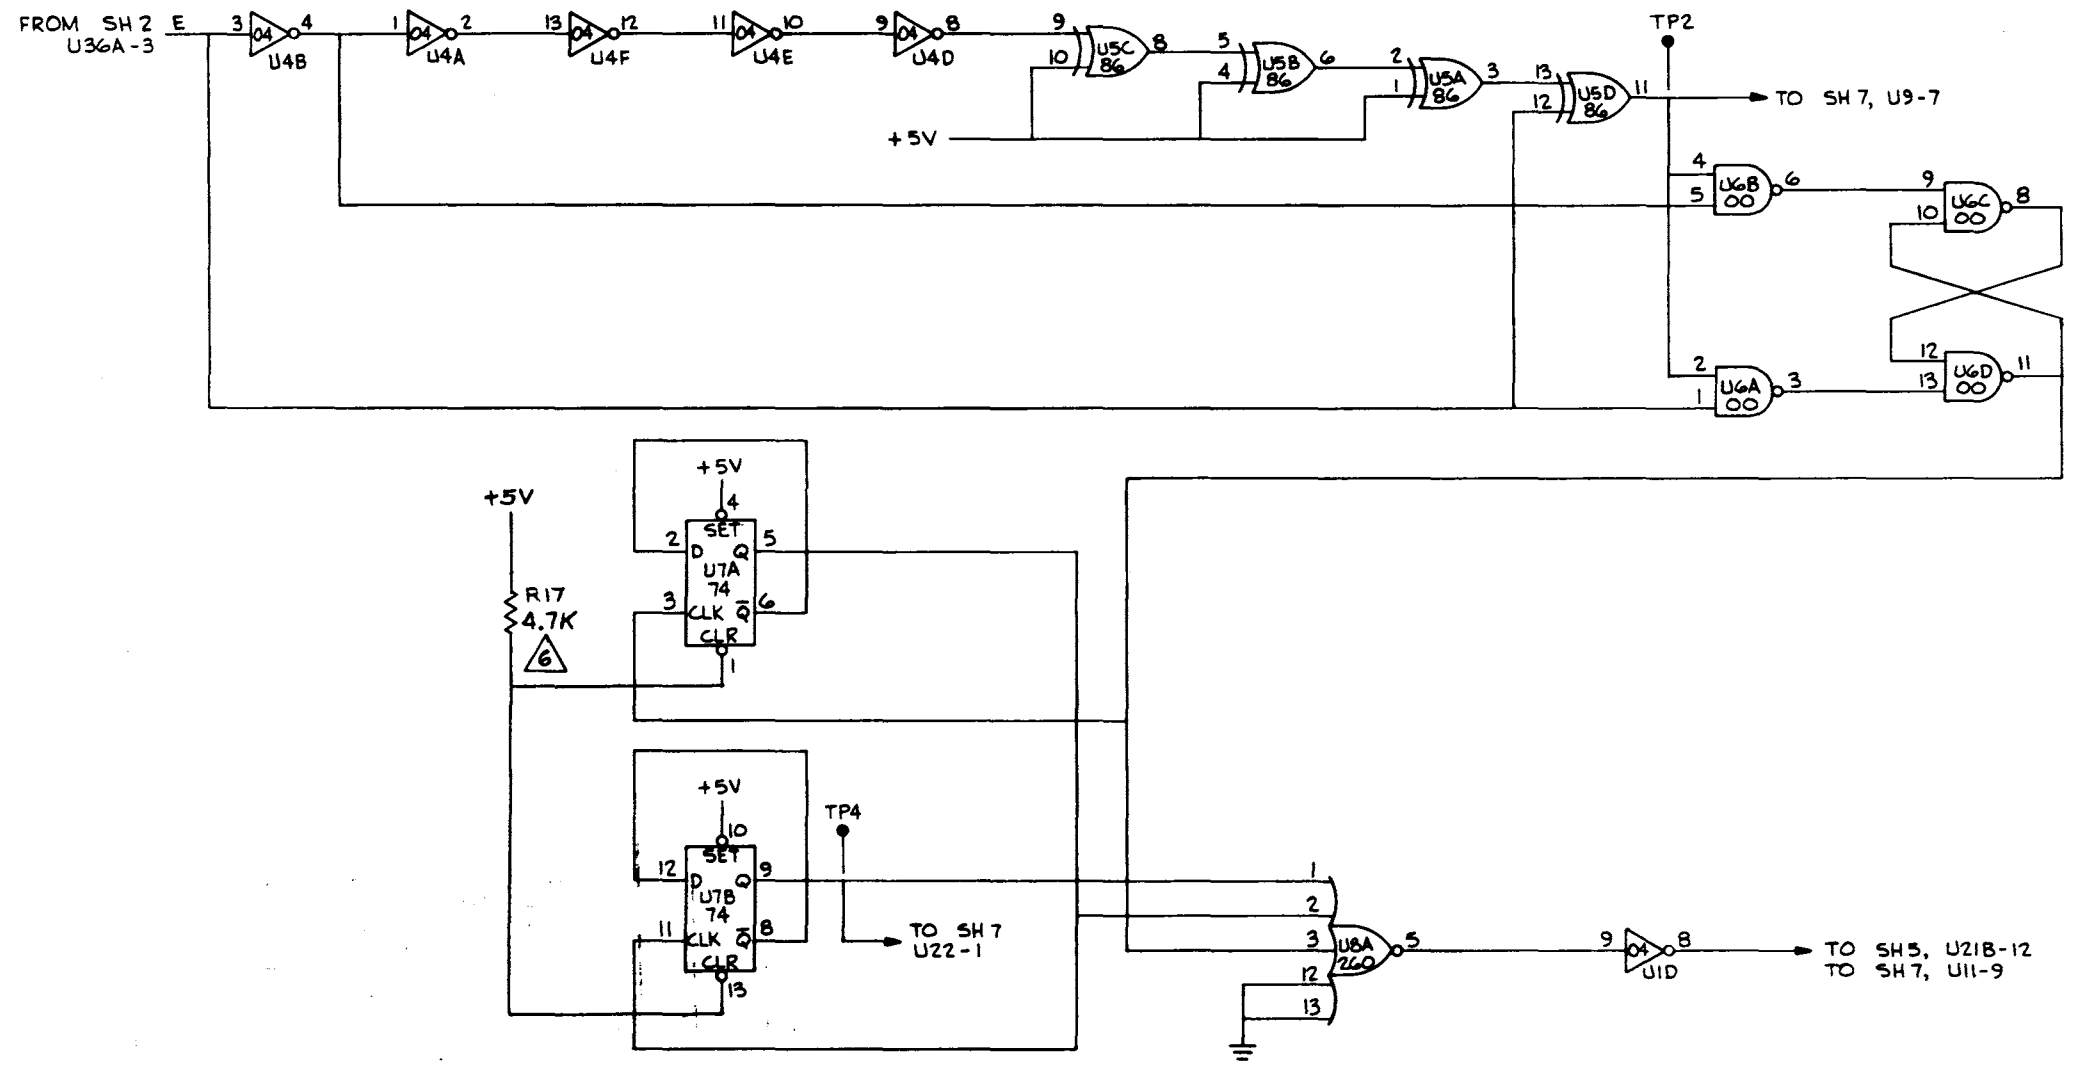 FROM SH 2 E
U36A-3
3 04 4
U4B
1 04 2
U4A
13 04 12
U4F
11 04 10
U4E
9 04 8
U4D
9
10
U5C
86
8
5
4
U5B
86
6
2
1
U5A
86
3
13
12
U5D
86
11
TP2
TO SH 7, U9-7
+5V
4
5
U6B
00
6
9
10
U6C
00
8
2
1
U6A
00
3
12
13
U6D
00
11
+5V
R17
4.7K
6
+5V
4
SET
2 D Q 5
U7A
74
3 CLK Q̅ 6
CLR
1
+5V
10
SET
12 D Q 9
U7B
74
11 CLK Q̅ 8
CLR
13
TP4
TO SH 7
U22-1
1
2
3
12
13
U8A
260
5
9 04 8
U1D
TO SH5, U21B-12
TO SH7, U11-9